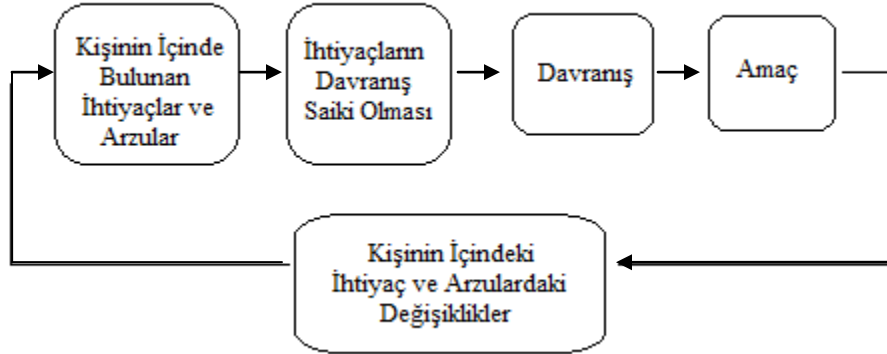 Kişinin İçinde
Bulunan
İhtiyaçlar ve
Arzular
İhtiyaçların
Davranış
Saiki Olması
Davranış
Amaç
Kişinin İçindeki
İhtiyaç ve Arzulardaki
Değişiklikler